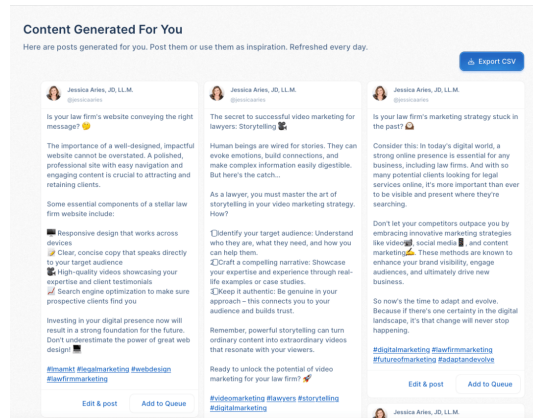 Content Generated For You
Here are posts generated for you. Post them or use them as inspiration. Refreshed every day.
Export CSV
Jessica Aries, JD, LL.M.
@jessicaaries
Is your law firm's website conveying the right
message? 🤔
The importance of a well-designed, impactful
website cannot be overstated. A polished,
professional site with easy navigation and
engaging content is crucial to attracting and
retaining clients.
Some essential components of a stellar law
firm website include:
🖥️ Responsive design that works across
devices
📝 Clear, concise copy that speaks directly
to your target audience
🎥 High-quality videos showcasing your
expertise and client testimonials
📈 Search engine optimization to make sure
prospective clients find you
Investing in your digital presence now will
result in a strong foundation for the future.
Don't underestimate the power of great web
design! 🖥️
#lmamkt #legalmarketing #webdesign
#lawfirmmarketing
Edit & post
Add to Queue
Jessica Aries, JD, LL.M.
@jessicaaries
The secret to successful video marketing for
lawyers: Storytelling 🎥
Human beings are wired for stories. They can
evoke emotions, build connections, and
make complex information easily digestible.
But here's the catch...
As a lawyer, you must master the art of
storytelling in your video marketing strategy.
How?
1️⃣Identify your target audience: Understand
who they are, what they need, and how you
can help them.
2️⃣Craft a compelling narrative: Showcase
your expertise and experience through real-
life examples or case studies.
3️⃣Keep it authentic: Be genuine in your
approach – this connects you to your
audience and builds trust.
Remember, powerful storytelling can turn
ordinary content into extraordinary videos
that resonate with your viewers.
Ready to unlock the potential of video
marketing for your law firm? 🚀
#videomarketing #lawyers #storytelling
#digitalmarketing
Jessica Aries, JD, LL.M.
@jessicaaries
Is your law firm's marketing strategy stuck in
the past? 🕰️
Consider this: In today's digital world, a
strong online presence is essential for any
business, including law firms. And with so
many potential clients looking for legal
services online, it's more important than ever
to be visible and present where they're
searching.
Don't let your competitors outpace you by
embracing innovative marketing strategies
like video📹, social media📱, and content
marketing✍️. These methods are known to
enhance your brand visibility, engage
audiences, and ultimately drive new
business.
So now's the time to adapt and evolve.
Because if there's one certainty in the digital
landscape, it's that change will never stop
happening.
#digitalmarketing #lawfirmmarketing
#futureofmarketing #adaptandevolve
Edit & post
Add to Queue
Jessica Aries, JD, LL.M.